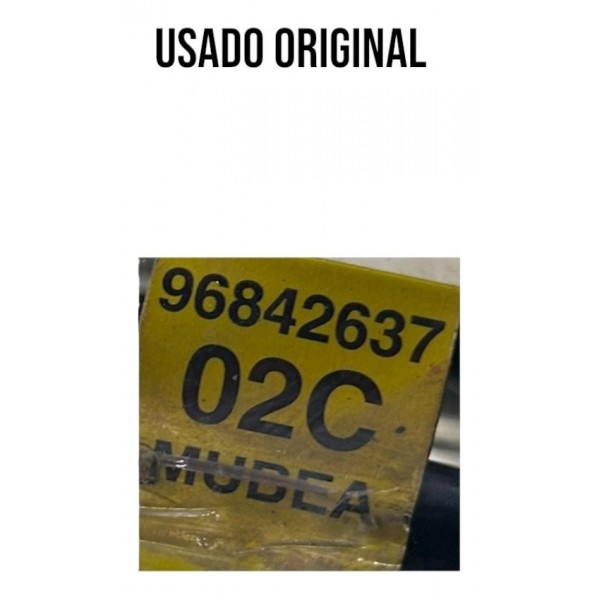 USADO ORIGINAL
96842637
02C
MUBEA